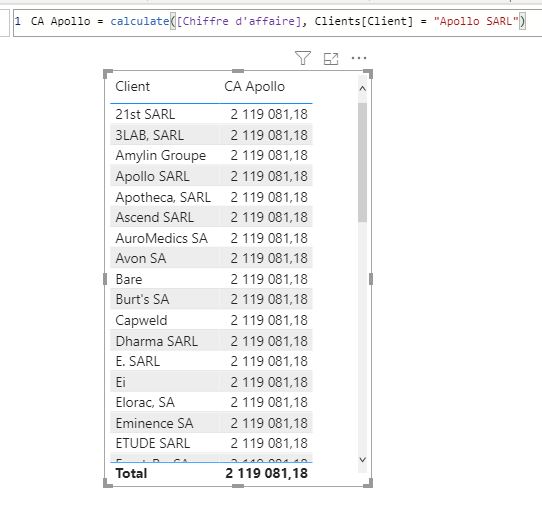 1 CA Apollo = calculate([Chiffre d'affaire], Clients[Client] = "Apollo SARL")
Client CA Apollo
21st SARL 2 119 081,18
3LAB, SARL 2 119 081,18
Amylin Groupe 2 119 081,18
Apollo SARL 2 119 081,18
Apotheca, SARL 2 119 081,18
Ascend SARL 2 119 081,18
AuroMedics SA 2 119 081,18
Avon SA 2 119 081,18
Bare 2 119 081,18
Burt's SA 2 119 081,18
Capweld 2 119 081,18
Dharma SARL 2 119 081,18
E. SARL 2 119 081,18
Ei 2 119 081,18
Elorac, SA 2 119 081,18
Eminence SA 2 119 081,18
ETUDE SARL 2 119 081,18
Total 2 119 081,18